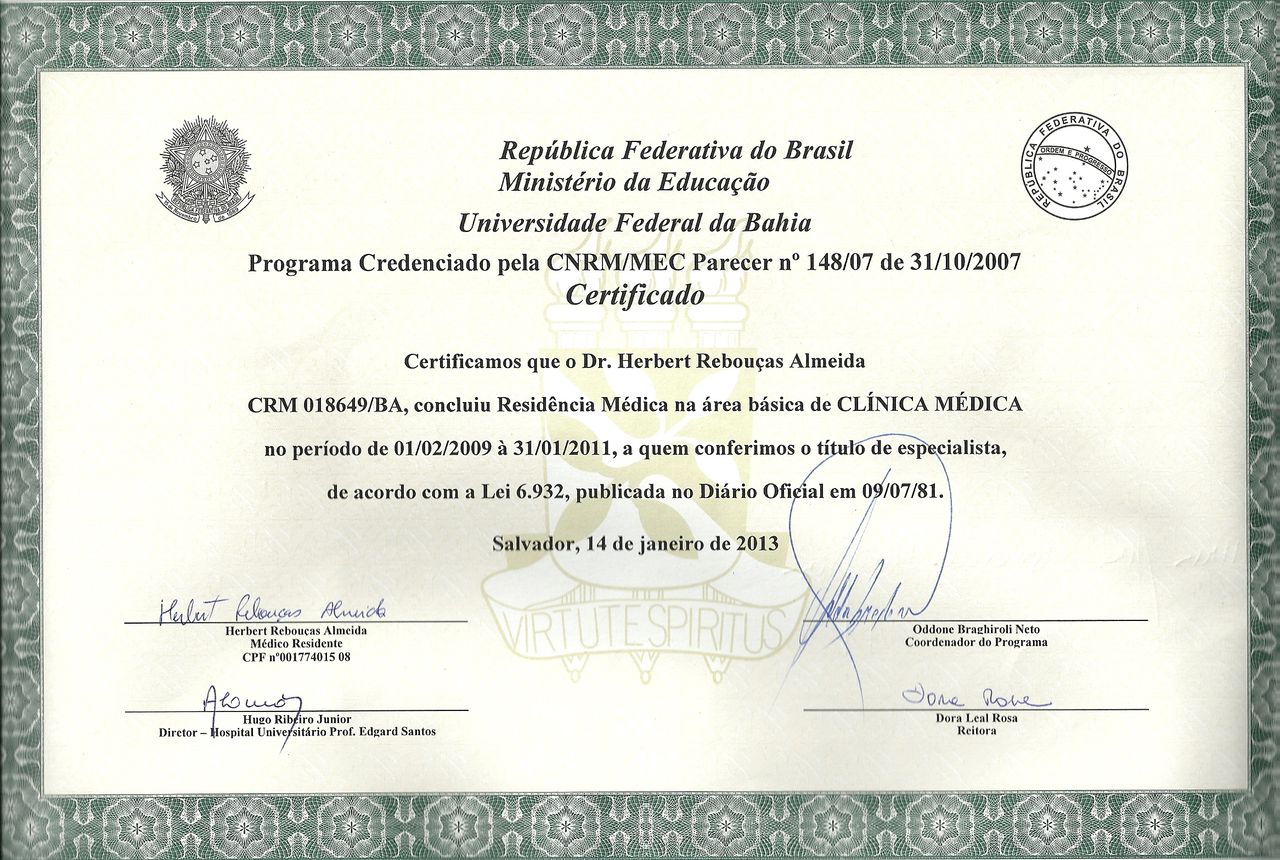 República Federativa do Brasil
Ministério da Educação
Universidade Federal da Bahia
Programa Credenciado pela CNRM/MEC Parecer nº 148/07 de 31/10/2007
Certificado
REPÚBLICA FEDERATIVA DO BRASIL
ORDEM E PROGRESSO
Certificamos que o Dr. Herbert Rebouças Almeida
CRM 018649/BA, concluiu Residência Médica na área básica de CLÍNICA MÉDICA
no período de 01/02/2009 à 31/01/2011, a quem conferimos o título de especialista,
de acordo com a Lei 6.932, publicada no Diário Oficial em 09/07/81.
Salvador, 14 de janeiro de 2013
VIRTUTE SPIRITUS
Herbert Rebouças Almeida
Herbert Rebouças Almeida
Médico Residente
CPF nº001774015 08
Oddone Braghiroli Neto
Coordenador do Programa
Hugo Ribeiro Junior
Diretor – Hospital Universitário Prof. Edgard Santos
Dora Leal Rosa
Reitora